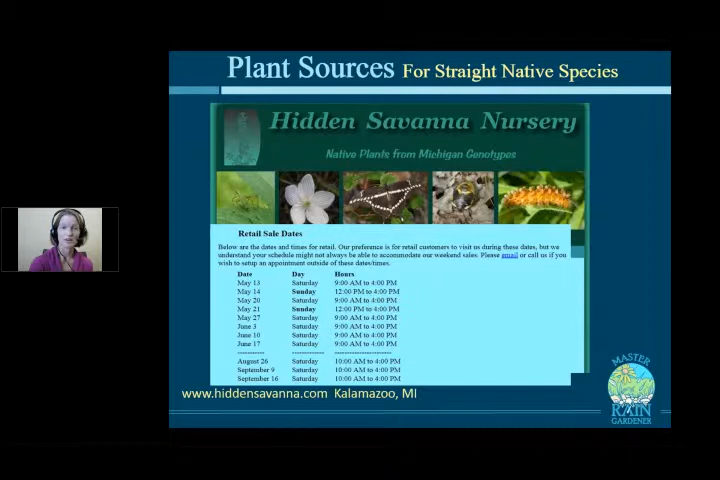 Plant Sources For Straight Native Species
Hidden Savanna Nursery
Native Plants from Michigan Genotypes
Retail Sale Dates
Below are the dates and times for retail. Our preference is for retail customers to visit us during these dates, but we
understand your schedule might not always be able to accommodate our weekend sales. Please email or call us if you
wish to setup an appointment outside of these dates/times.
Date Day Hours
May 13 Saturday 9:00 AM to 4:00 PM
May 14 Sunday 12:00 PM to 4:00 PM
May 20 Saturday 9:00 AM to 4:00 PM
May 21 Sunday 12:00 PM to 4:00 PM
May 27 Saturday 9:00 AM to 4:00 PM
June 3 Saturday 9:00 AM to 4:00 PM
June 10 Saturday 9:00 AM to 4:00 PM
June 17 Saturday 9:00 AM to 4:00 PM
----------- ------------- -----------------------
August 26 Saturday 10:00 AM to 4:00 PM
September 9 Saturday 10:00 AM to 4:00 PM
September 16 Saturday 10:00 AM to 4:00 PM
www.hiddensavanna.com Kalamazoo, MI
MASTER
RAIN
GARDENER